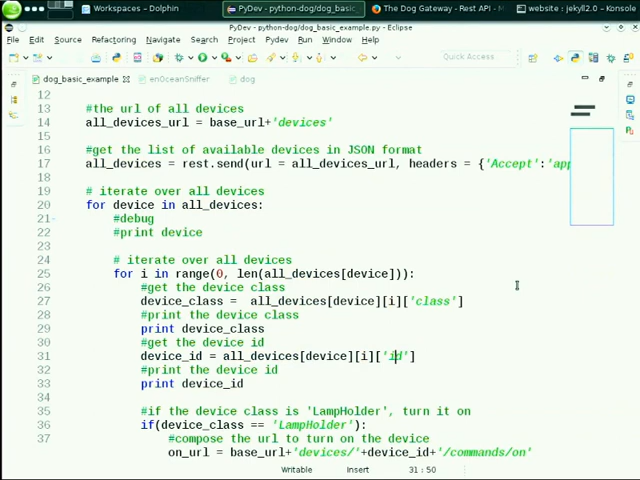 Workspaces – Dolphin
PyDev - python-dog/dog_basic_
The Dog Gateway - Rest API - M
website : jekyll2.0 – Konsole
PyDev - python-dog/dog_basic_example.py - Eclipse
File Edit Source Refactoring Navigate Search Project Pydev Run Window Help
Quick Access
dog_basic_example
enOceanSniffer
dog
12
13 #the url of all devices
14 all_devices_url = base_url+'devices'
15
16 #get the list of available devices in JSON format
17 all_devices = rest.send(url = all_devices_url, headers = {'Accept':'app
18
19 # iterate over all devices
20 for device in all_devices:
21 #debug
22 #print device
23
24 # iterate over all devices
25 for i in range(0, len(all_devices[device])):
26 #get the device class
27 device_class =  all_devices[device][i]['class']
28 #print the device class
29 print device_class
30 #get the device id
31 device_id = all_devices[device][i]['id']
32 #print the device id
33 print device_id
34
35 #if the device class is 'LampHolder', turn it on
36 if(device_class == 'LampHolder'):
37 #compose the url to turn on the device
on_url = base_url+'devices/'+device_id+'/commands/on'
Writable Insert 31 : 50